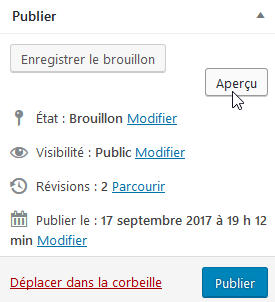 Publier
Enregistrer le brouillon
Aperçu
État : Brouillon Modifier
Visibilité : Public Modifier
Révisions : 2 Parcourir
Publier le : 17 septembre 2017 à 19 h 12
min Modifier
Déplacer dans la corbeille
Publier